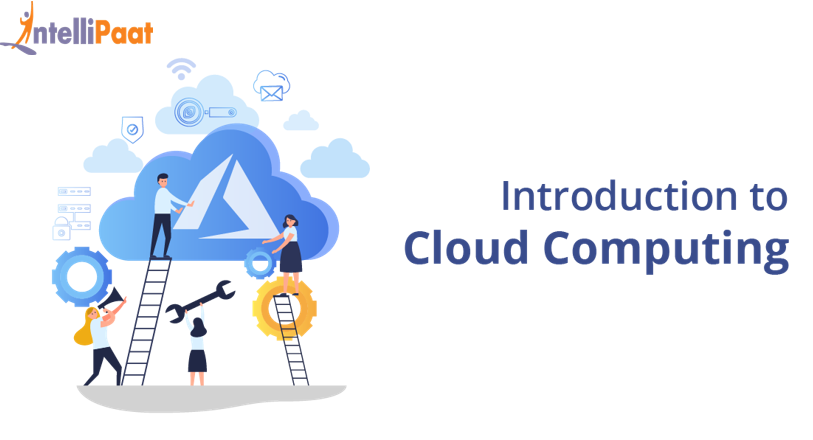 IntelliPaat
Introduction to
Cloud Computing